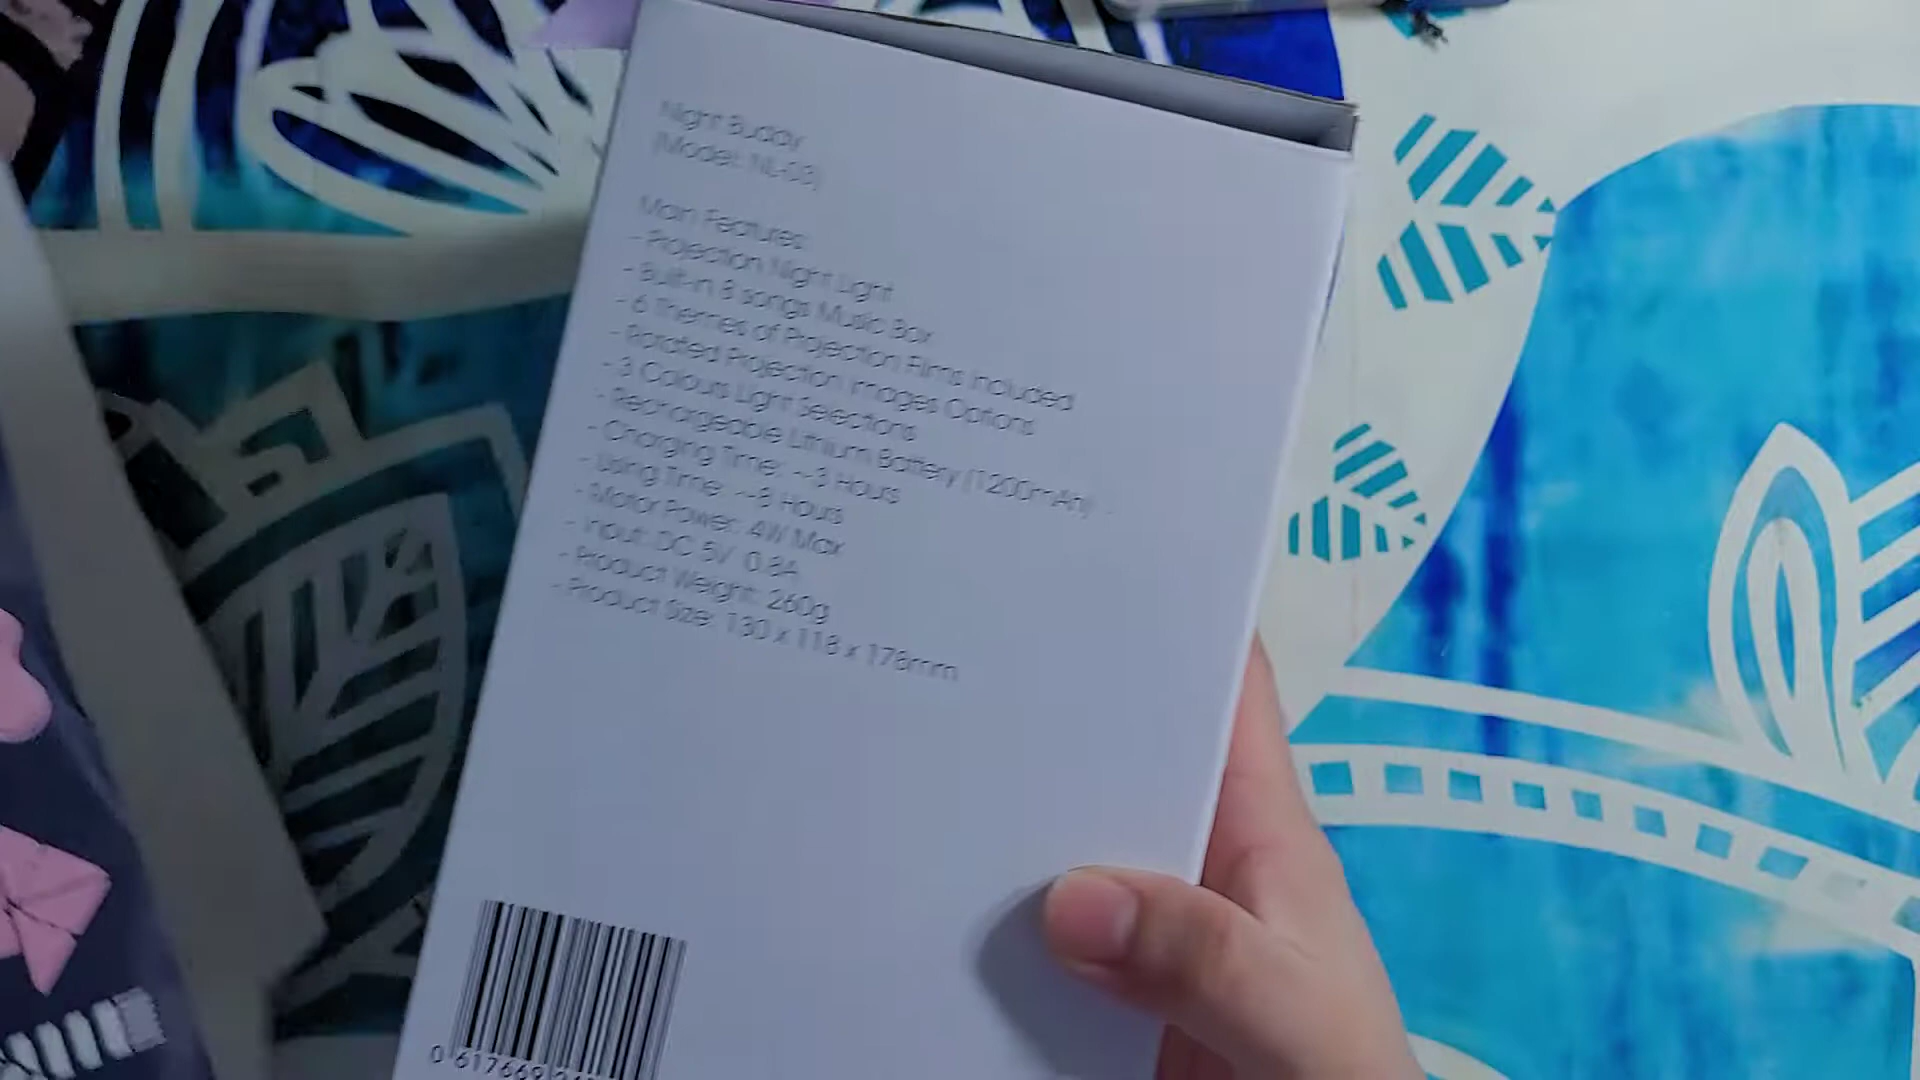 Night Buddy
(Model: NL-03)
Main Features:
- Projection Night Light
- Built-in 8 songs Music Box
- 6 Themes of Projection Films Included
- Rotated Projection Images Options
- 3 Colours Light Selections
- Rechargeable Lithium Battery (1200mAh)
- Charging Time: ~3 Hours
- Using Time: ~8 Hours
- Motor Power: 4W Max
- Input: DC 5V 0.8A
- Product Weight: 260g
- Product Size: 130 x 118 x 178mm
0 617669